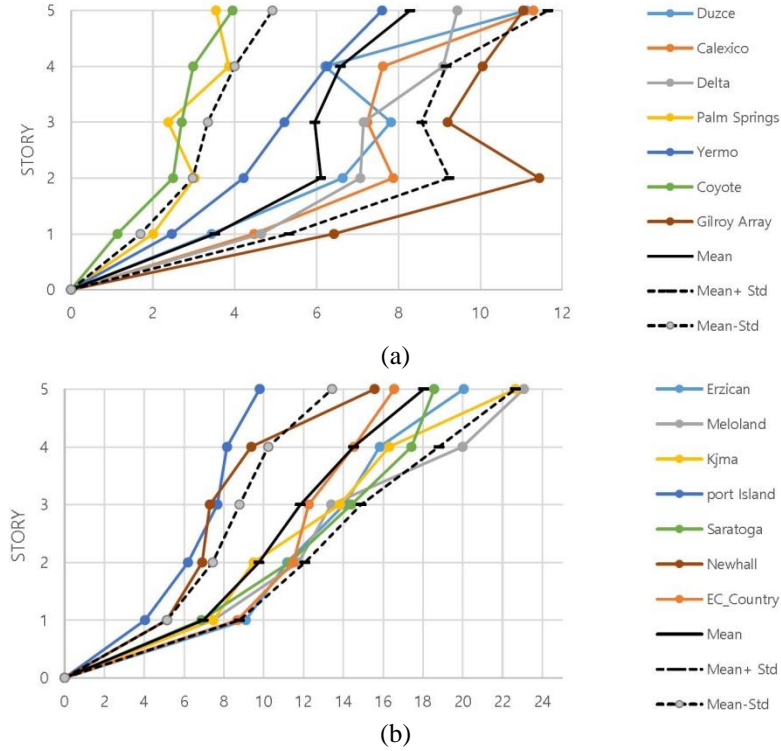 5
4
3
2
1
0
STORY
0 2 4 6 8 10 12
Duzce
Calexico
Delta
Palm Springs
Yermo
Coyote
Gilroy Array
Mean
Mean+ Std
Mean-Std
(a)
5
4
3
2
1
0
STORY
0 2 4 6 8 10 12 14 16 18 20 22 24
Erzican
Meloland
Kjma
port Island
Saratoga
Newhall
EC_Country
Mean
Mean+ Std
Mean-Std
(b)